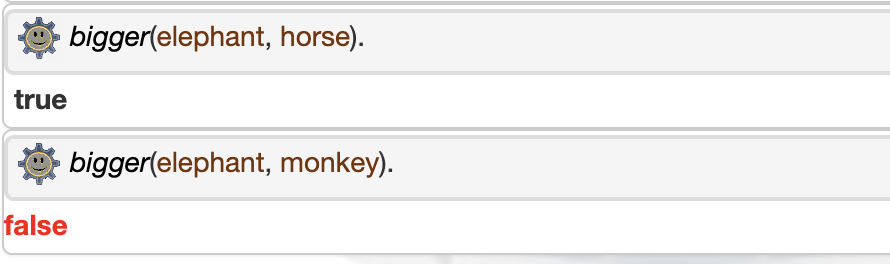 bigger(elephant, horse).
true
bigger(elephant, monkey).
false